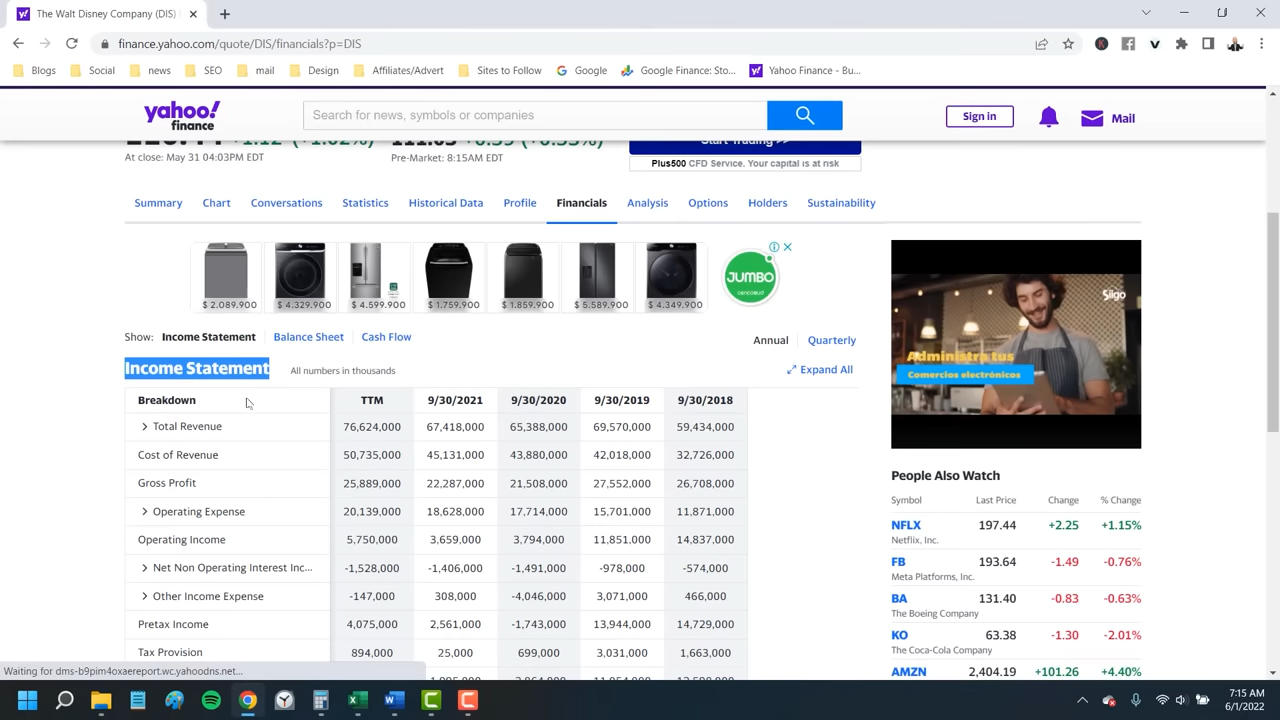 The Walt Disney Company (DIS)
finance.yahoo.com/quote/DIS/financials?p=DIS
Blogs Social news SEO mail Design Affiliates/Advert Sites to Follow Google Google Finance: Sto... Yahoo Finance - Bu...
yahoo! finance
Search for news, symbols or companies
Sign in
Mail
At close: May 31 04:03PM EDT
Pre-Market: 8:15AM EDT
Plus500 CFD Service. Your capital is at risk
Summary Chart Conversations Statistics Historical Data Profile Financials Analysis Options Holders Sustainability
$ 2.089.900 $ 4.329.900 $ 4.599.900 $ 1.759.900 $ 1.859.900 $ 5.589.900 $ 4.349.900
JUMBO
cencosud
Show: Income Statement Balance Sheet Cash Flow
Annual Quarterly
Income Statement All numbers in thousands
Expand All
Breakdown TTM 9/30/2021 9/30/2020 9/30/2019 9/30/2018
Total Revenue 76,624,000 67,418,000 65,388,000 69,570,000 59,434,000
Cost of Revenue 50,735,000 45,131,000 43,880,000 42,018,000 32,726,000
Gross Profit 25,889,000 22,287,000 21,508,000 27,552,000 26,708,000
Operating Expense 20,139,000 18,628,000 17,714,000 15,701,000 11,871,000
Operating Income 5,750,000 3,659,000 3,794,000 11,851,000 14,837,000
Net Non Operating Interest Inc... -1,528,000 -1,406,000 -1,491,000 -978,000 -574,000
Other Income Expense -147,000 308,000 -4,046,000 3,071,000 466,000
Pretax Income 4,075,000 2,561,000 -1,743,000 13,944,000 14,729,000
Tax Provision 894,000 25,000 699,000 3,031,000 1,663,000
Siigo
Administra tus
Comercios electrónicos
People Also Watch
Symbol Last Price Change % Change
NFLX 197.44 +2.25 +1.15%
Netflix, Inc.
FB 193.64 -1.49 -0.76%
Meta Platforms, Inc.
BA 131.40 -0.83 -0.63%
The Boeing Company
KO 63.38 -1.30 -2.01%
The Coca-Cola Company
AMZN 2,404.19 +101.26 +4.40%
Waiting for dms-b9pim4oxaereport.wc.yahoodns.net...
7:15 AM
6/1/2022